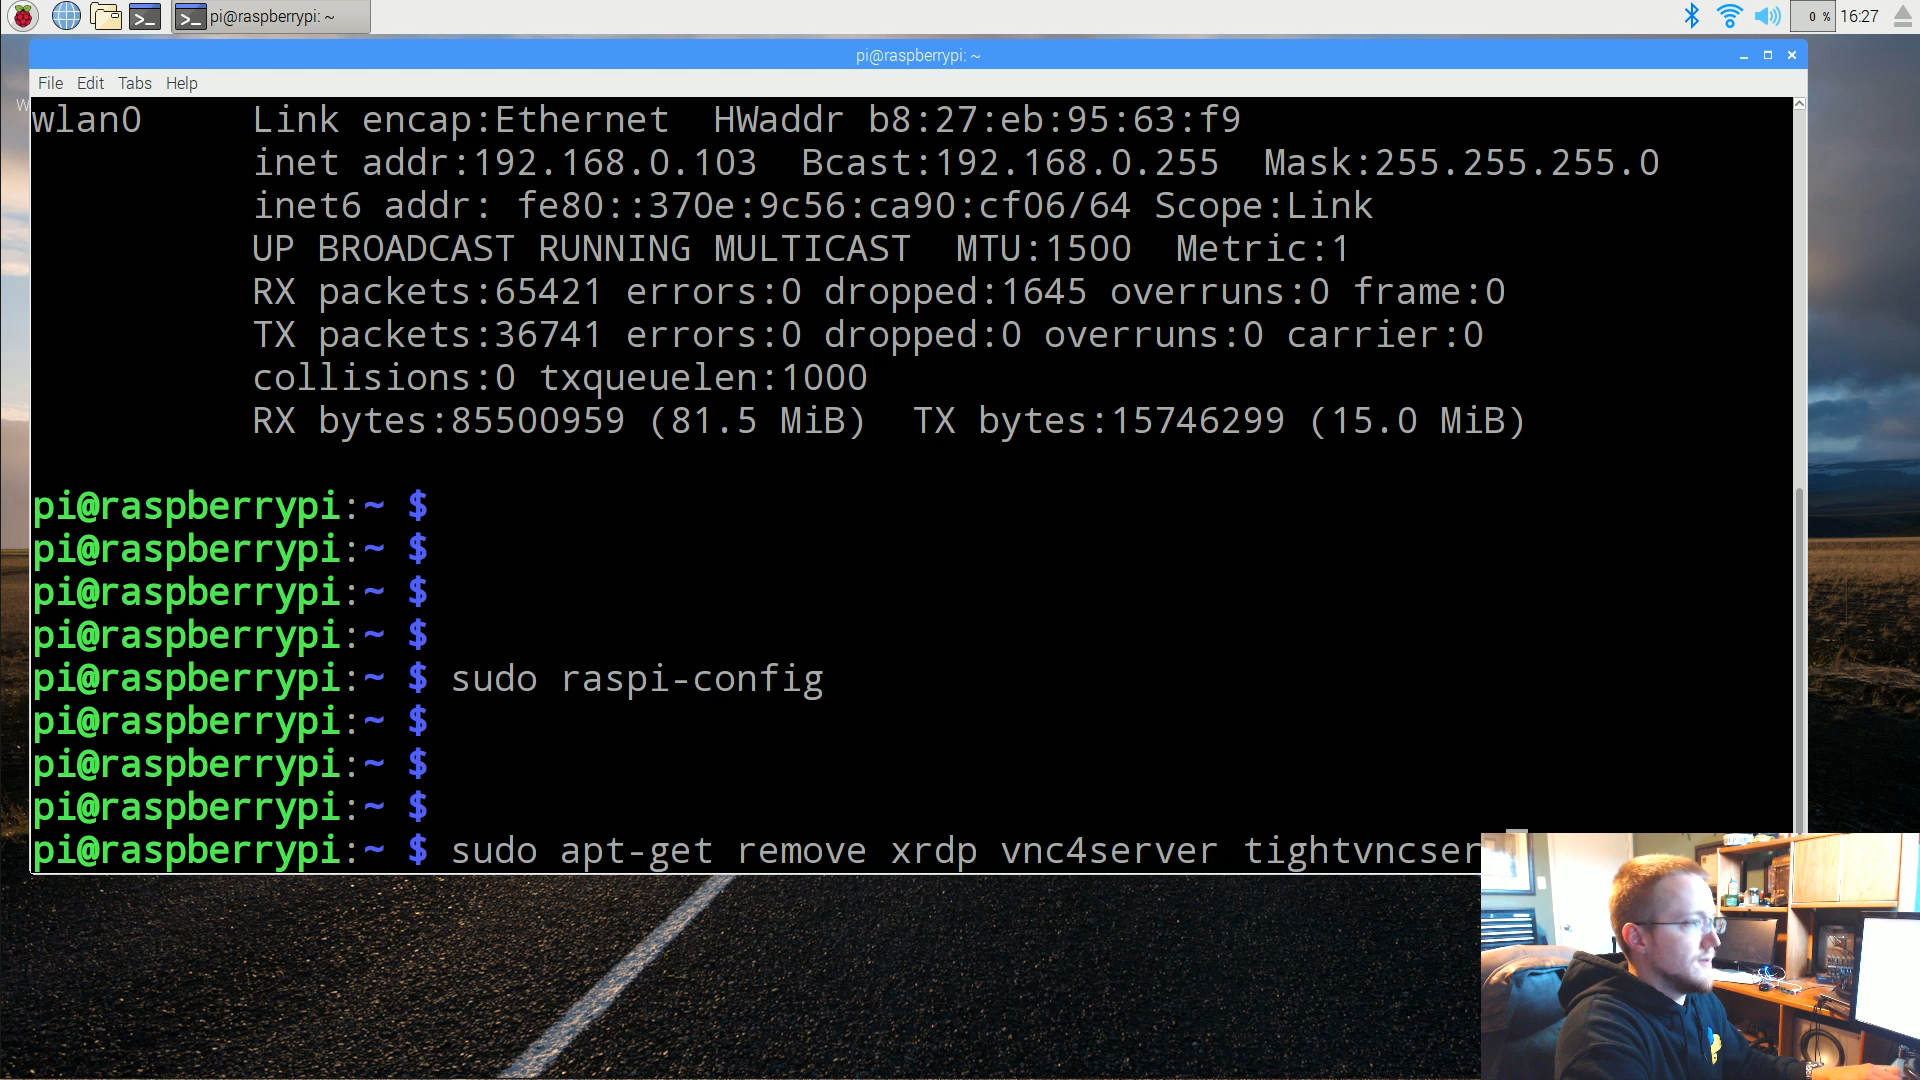 pi@raspberrypi: ~
0 %
16:27
pi@raspberrypi: ~
File Edit Tabs Help
W
wlan0 Link encap:Ethernet HWaddr b8:27:eb:95:63:f9
inet addr:192.168.0.103 Bcast:192.168.0.255 Mask:255.255.255.0
inet6 addr: fe80::370e:9c56:ca90:cf06/64 Scope:Link
UP BROADCAST RUNNING MULTICAST MTU:1500 Metric:1
RX packets:65421 errors:0 dropped:1645 overruns:0 frame:0
TX packets:36741 errors:0 dropped:0 overruns:0 carrier:0
collisions:0 txqueuelen:1000
RX bytes:85500959 (81.5 MiB) TX bytes:15746299 (15.0 MiB)
pi@raspberrypi:~ $
pi@raspberrypi:~ $
pi@raspberrypi:~ $
pi@raspberrypi:~ $
pi@raspberrypi:~ $ sudo raspi-config
pi@raspberrypi:~ $
pi@raspberrypi:~ $
pi@raspberrypi:~ $
pi@raspberrypi:~ $ sudo apt-get remove xrdp vnc4server tightvncser